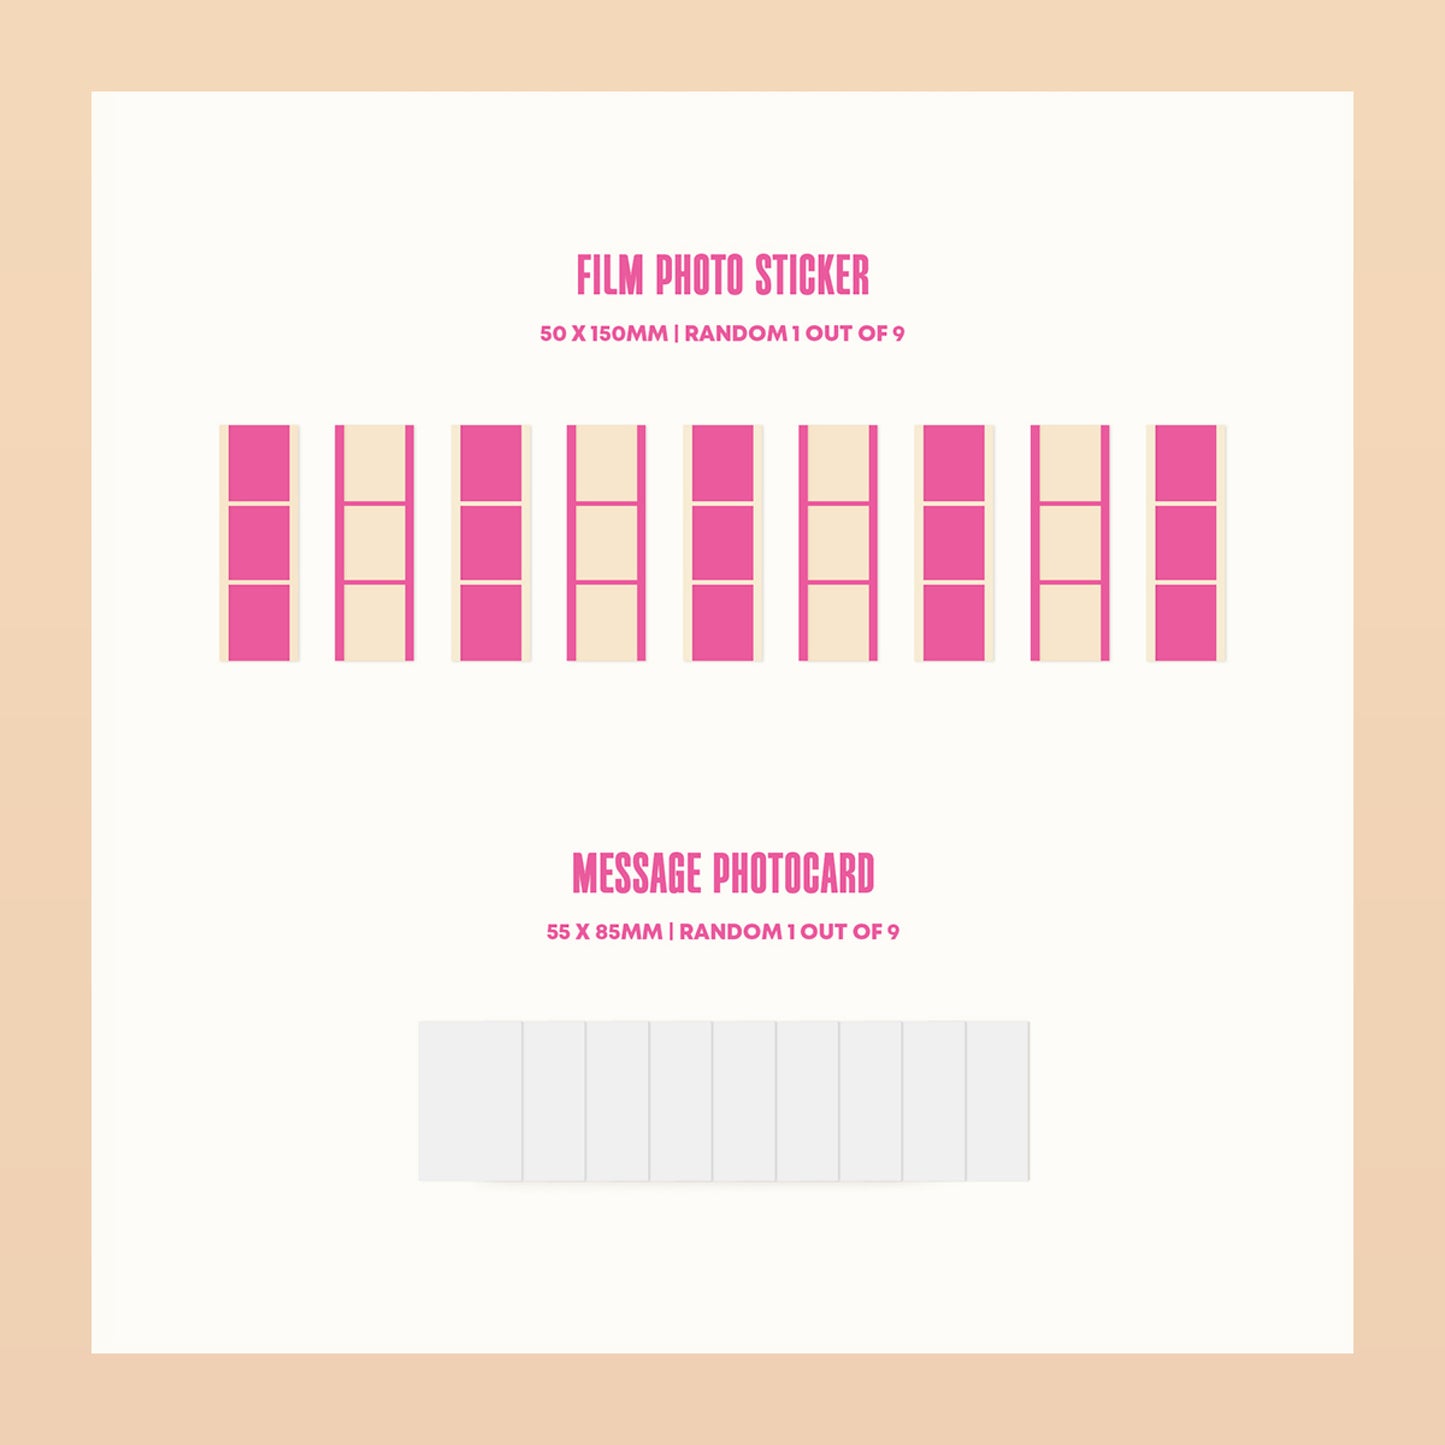 FILM PHOTO STICKER
50 X 150MM | RANDOM 1 OUT OF 9
MESSAGE PHOTOCARD
55 X 85MM | RANDOM 1 OUT OF 9